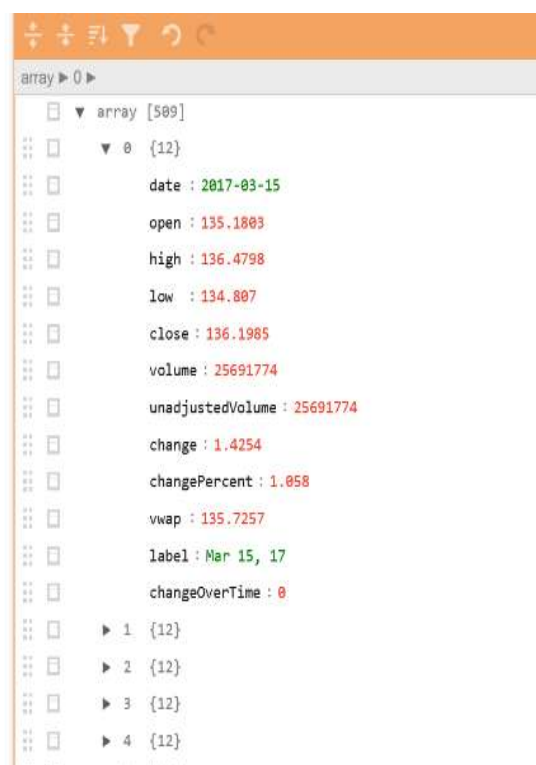 array ▶ 0 ▶
▼ array [509]
▼ 0 {12}
date : 2017-03-15
open : 135.1803
high : 136.4798
low : 134.807
close : 136.1985
volume : 25691774
unadjustedVolume : 25691774
change : 1.4254
changePercent : 1.058
vwap : 135.7257
label : Mar 15, 17
changeOverTime : 0
▶ 1 {12}
▶ 2 {12}
▶ 3 {12}
▶ 4 {12}